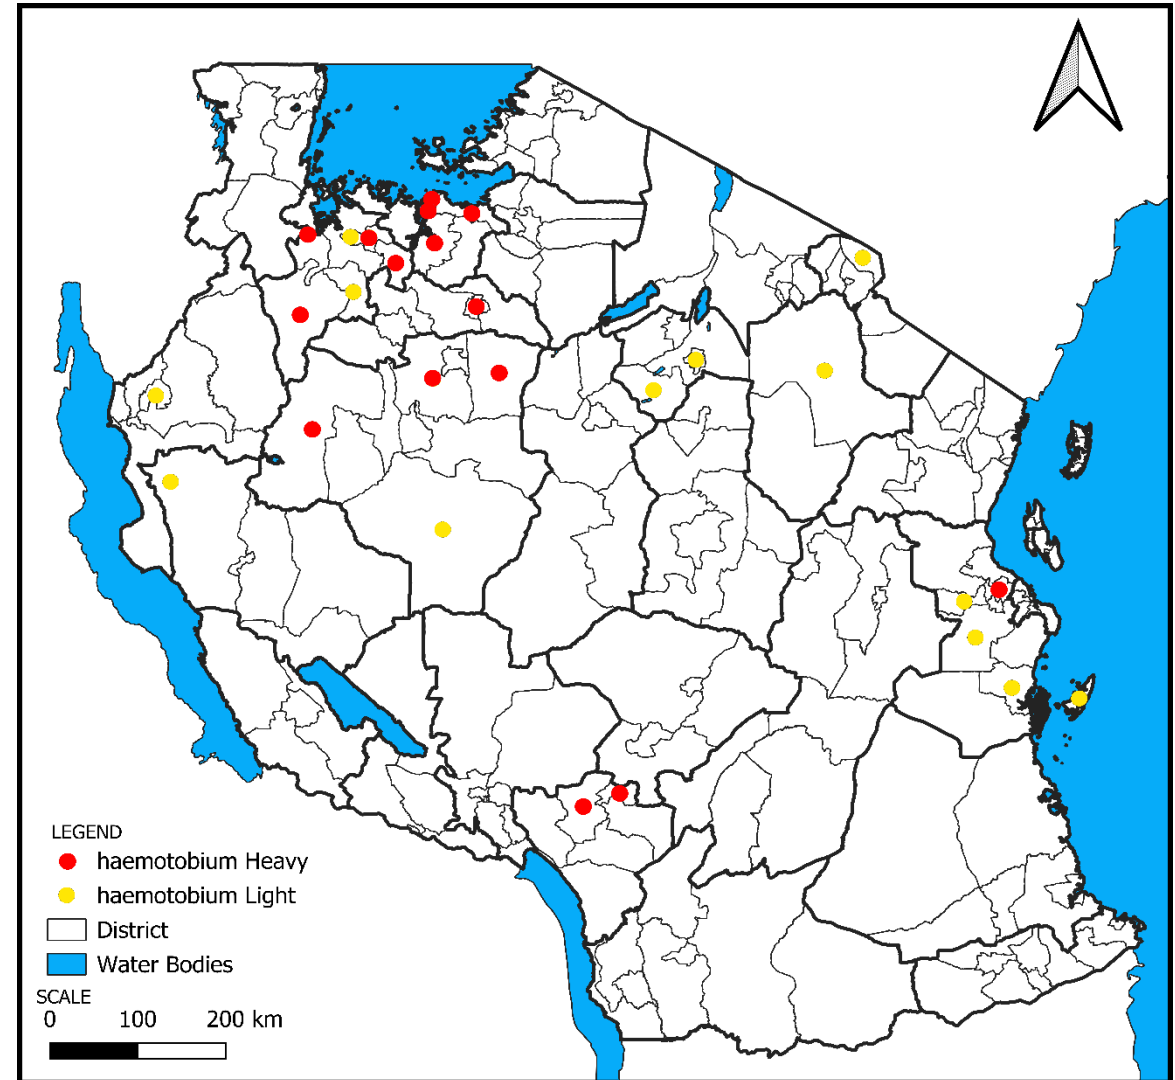 LEGEND
haemotobium Heavy
haemotobium Light
District
Water Bodies
SCALE
0 100 200 km